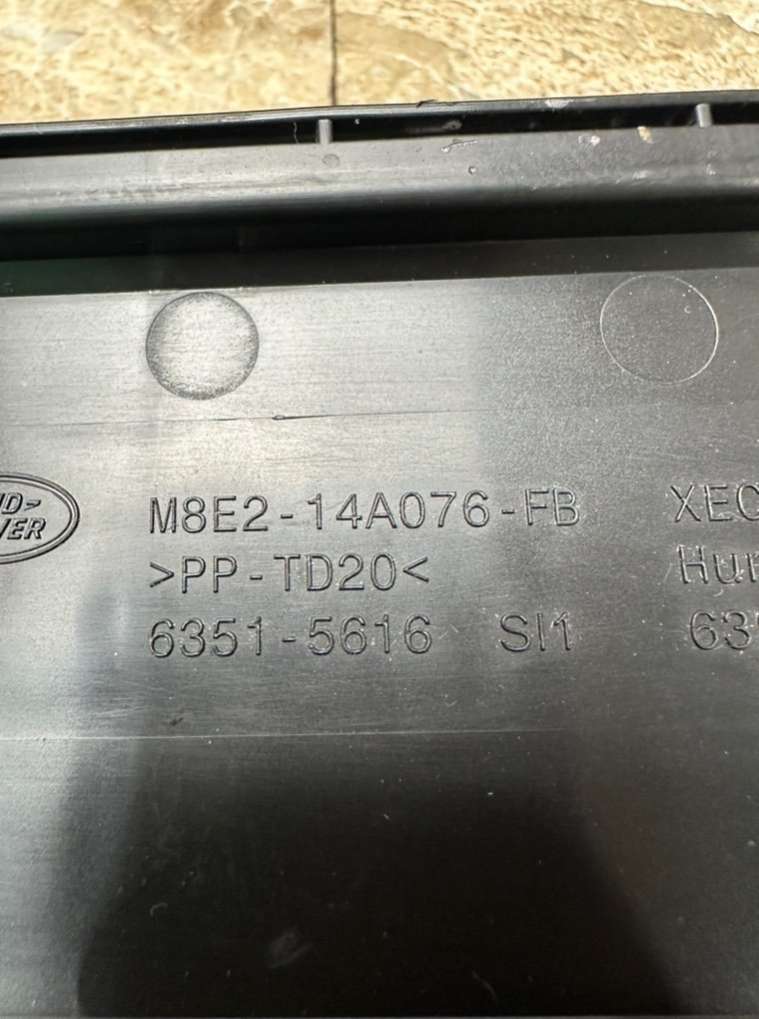 M8E2-14A076-FB
>PP-TD20<
6351-5616 SI1